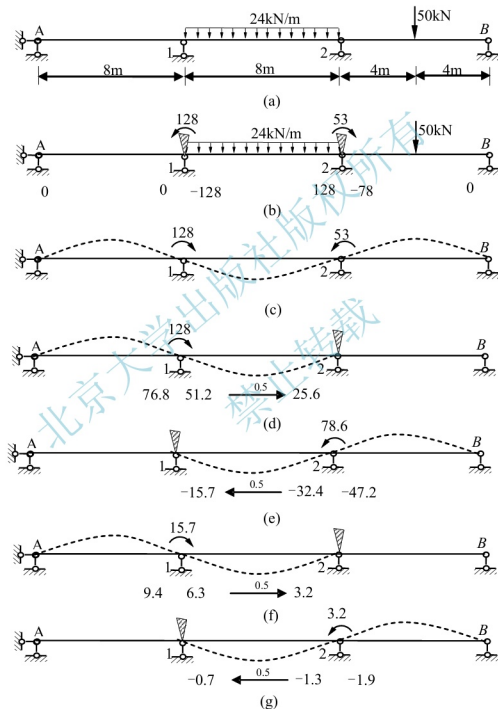 24kN/m
50kN
A
1
2
B
8m
8m
4m
4m
(a)
128
53
24kN/m
50kN
A
1
2
B
0
0
−128
128
−78
0
(b)
128
53
A
1
2
B
(c)
128
A
1
2
B
76.8
51.2
0.5
25.6
(d)
78.6
A
1
2
B
−15.7
0.5
−32.4
−47.2
(e)
15.7
A
1
2
B
9.4
6.3
0.5
3.2
(f)
3.2
A
1
2
B
−0.7
0.5
−1.3
−1.9
(g)
北京大学出版社版权所有
禁止转载